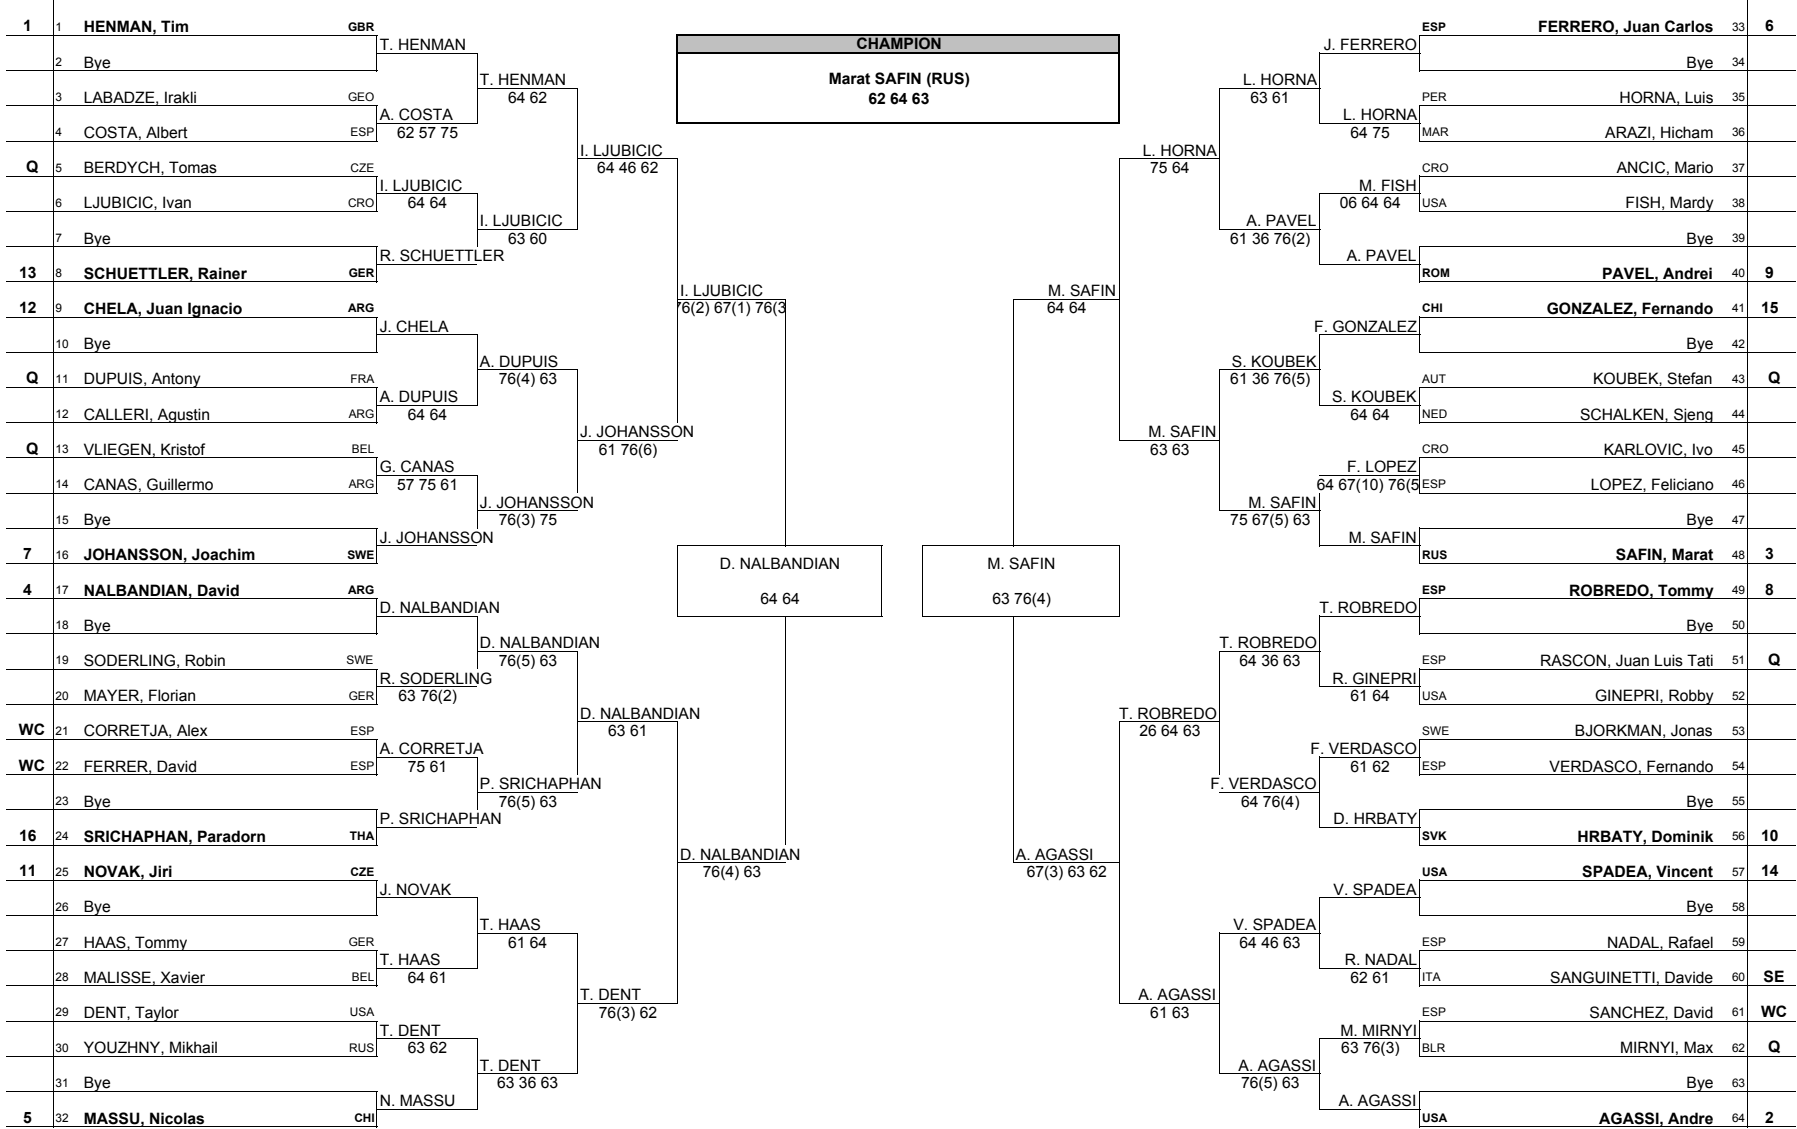 1 1 HENMAN, Tim GBR
2 Bye
3 LABADZE, Irakli GEO
4 COSTA, Albert ESP
Q 5 BERDYCH, Tomas CZE
6 LJUBICIC, Ivan CRO
7 Bye
13 8 SCHUETTLER, Rainer GER
12 9 CHELA, Juan Ignacio ARG
10 Bye
Q 11 DUPUIS, Antony FRA
12 CALLERI, Agustin ARG
Q 13 VLIEGEN, Kristof BEL
14 CANAS, Guillermo ARG
15 Bye
7 16 JOHANSSON, Joachim SWE
4 17 NALBANDIAN, David ARG
18 Bye
19 SODERLING, Robin SWE
20 MAYER, Florian GER
WC 21 CORRETJA, Alex ESP
WC 22 FERRER, David ESP
23 Bye
16 24 SRICHAPHAN, Paradorn THA
11 25 NOVAK, Jiri CZE
26 Bye
27 HAAS, Tommy GER
28 MALISSE, Xavier BEL
29 DENT, Taylor USA
30 YOUZHNY, Mikhail RUS
31 Bye
5 32 MASSU, Nicolas CHI
T. HENMAN
A. COSTA
62 57 75
I. LJUBICIC
64 64
R. SCHUETTLER
J. CHELA
A. DUPUIS
64 64
G. CANAS
57 75 61
J. JOHANSSON
D. NALBANDIAN
R. SODERLING
63 76(2)
A. CORRETJA
75 61
P. SRICHAPHAN
J. NOVAK
T. HAAS
64 61
T. DENT
63 62
N. MASSU
T. HENMAN
64 62
I. LJUBICIC
63 60
A. DUPUIS
76(4) 63
J. JOHANSSON
76(3) 75
D. NALBANDIAN
76(5) 63
P. SRICHAPHAN
76(5) 63
T. HAAS
61 64
T. DENT
63 36 63
I. LJUBICIC
64 46 62
J. JOHANSSON
61 76(6)
D. NALBANDIAN
63 61
T. DENT
76(3) 62
I. LJUBICIC
76(2) 67(1) 76(3
D. NALBANDIAN
76(4) 63
D. NALBANDIAN
64 64
CHAMPION
Marat SAFIN (RUS)
62 64 63
M. SAFIN
63 76(4)
M. SAFIN
64 64
A. AGASSI
67(3) 63 62
L. HORNA
75 64
M. SAFIN
63 63
T. ROBREDO
26 64 63
A. AGASSI
61 63
L. HORNA
63 61
A. PAVEL
61 36 76(2)
S. KOUBEK
61 36 76(5)
M. SAFIN
75 67(5) 63
T. ROBREDO
64 36 63
F. VERDASCO
64 76(4)
V. SPADEA
64 46 63
A. AGASSI
76(5) 63
J. FERRERO
L. HORNA
64 75
M. FISH
06 64 64
A. PAVEL
F. GONZALEZ
S. KOUBEK
64 64
F. LOPEZ
64 67(10) 76(5
M. SAFIN
T. ROBREDO
R. GINEPRI
61 64
F. VERDASCO
61 62
D. HRBATY
V. SPADEA
R. NADAL
62 61
M. MIRNYI
63 76(3)
A. AGASSI
ESP FERRERO, Juan Carlos 33 6
Bye 34
PER HORNA, Luis 35
MAR ARAZI, Hicham 36
CRO ANCIC, Mario 37
USA FISH, Mardy 38
Bye 39
ROM PAVEL, Andrei 40 9
CHI GONZALEZ, Fernando 41 15
Bye 42
AUT KOUBEK, Stefan 43 Q
NED SCHALKEN, Sjeng 44
CRO KARLOVIC, Ivo 45
ESP LOPEZ, Feliciano 46
Bye 47
RUS SAFIN, Marat 48 3
ESP ROBREDO, Tommy 49 8
Bye 50
ESP RASCON, Juan Luis Tati 51 Q
USA GINEPRI, Robby 52
SWE BJORKMAN, Jonas 53
ESP VERDASCO, Fernando 54
Bye 55
SVK HRBATY, Dominik 56 10
USA SPADEA, Vincent 57 14
Bye 58
ESP NADAL, Rafael 59
ITA SANGUINETTI, Davide 60 SE
ESP SANCHEZ, David 61 WC
BLR MIRNYI, Max 62 Q
Bye 63
USA AGASSI, Andre 64 2